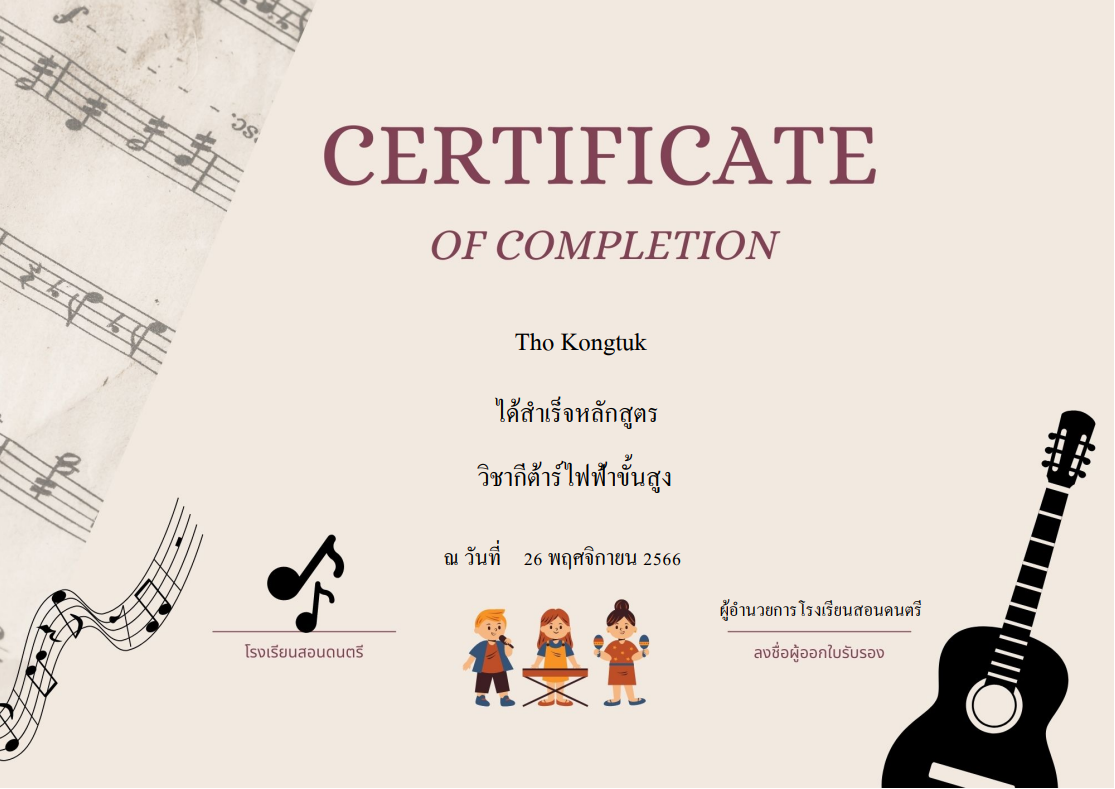 CERTIFICATE
OF COMPLETION
Tho Kongtuk
ได้สำเร็จหลักสูตร
วิชากีต้าร์ไฟฟ้าขั้นสูง
ณ วันที่ 26 พฤศจิกายน 2566
ผู้อำนวยการโรงเรียนสอนดนตรี
โรงเรียนสอนดนตรี
ลงชื่อผู้ออกใบรับรอง